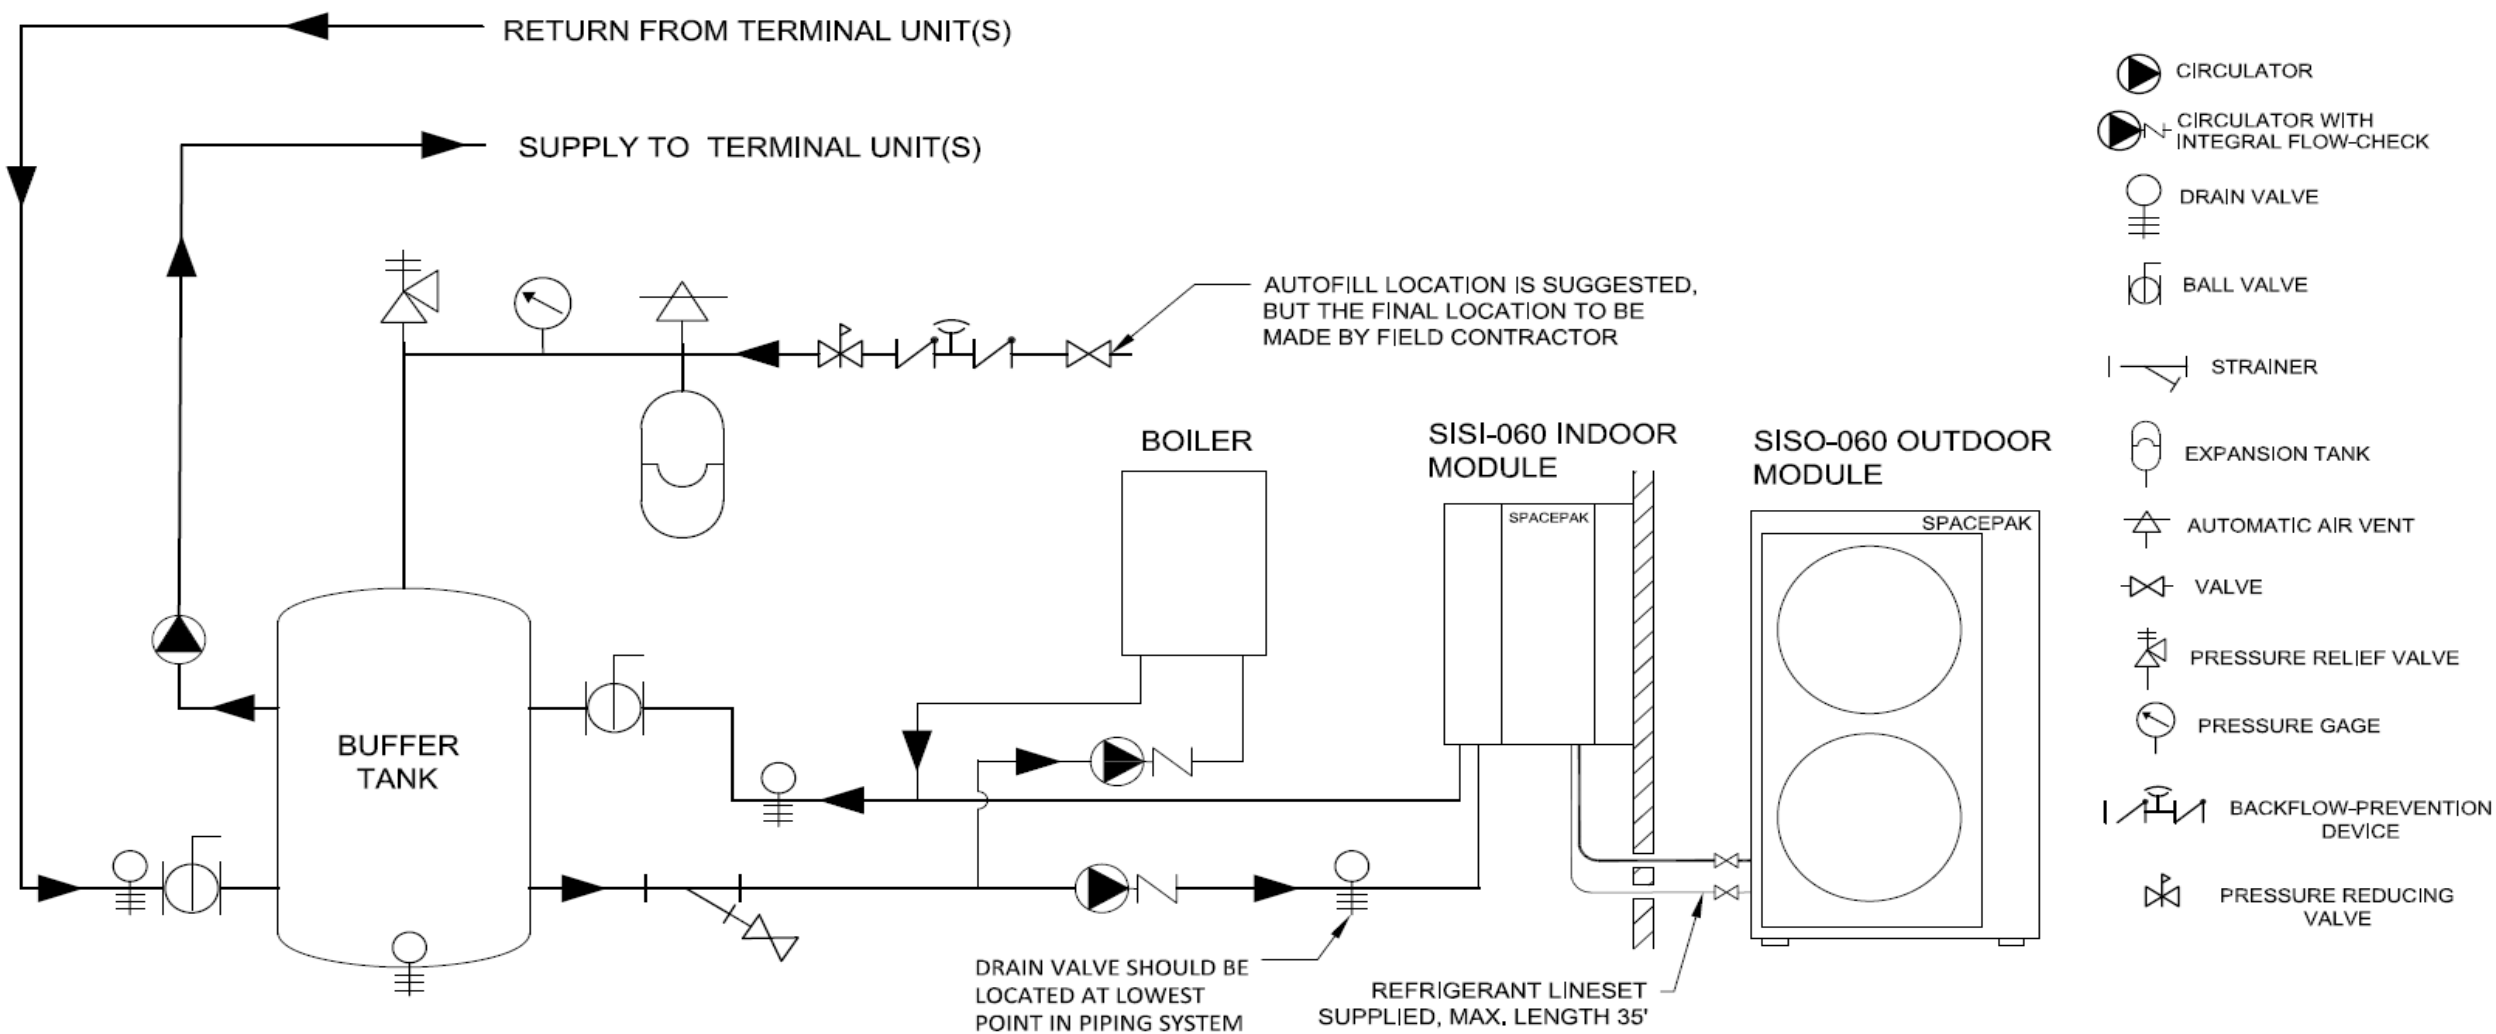 RETURN FROM TERMINAL UNIT(S)
SUPPLY TO TERMINAL UNIT(S)
AUTOFILL LOCATION IS SUGGESTED,
BUT THE FINAL LOCATION TO BE
MADE BY FIELD CONTRACTOR
BOILER
SISI-060 INDOOR
MODULE
SPACEPAK
SISO-060 OUTDOOR
MODULE
SPACEPAK
BUFFER
TANK
DRAIN VALVE SHOULD BE
LOCATED AT LOWEST
POINT IN PIPING SYSTEM
REFRIGERANT LINESET
SUPPLIED, MAX. LENGTH 35'
CIRCULATOR
CIRCULATOR WITH
INTEGRAL FLOW-CHECK
DRAIN VALVE
BALL VALVE
STRAINER
EXPANSION TANK
AUTOMATIC AIR VENT
VALVE
PRESSURE RELIEF VALVE
PRESSURE GAGE
BACKFLOW-PREVENTION
DEVICE
PRESSURE REDUCING
VALVE